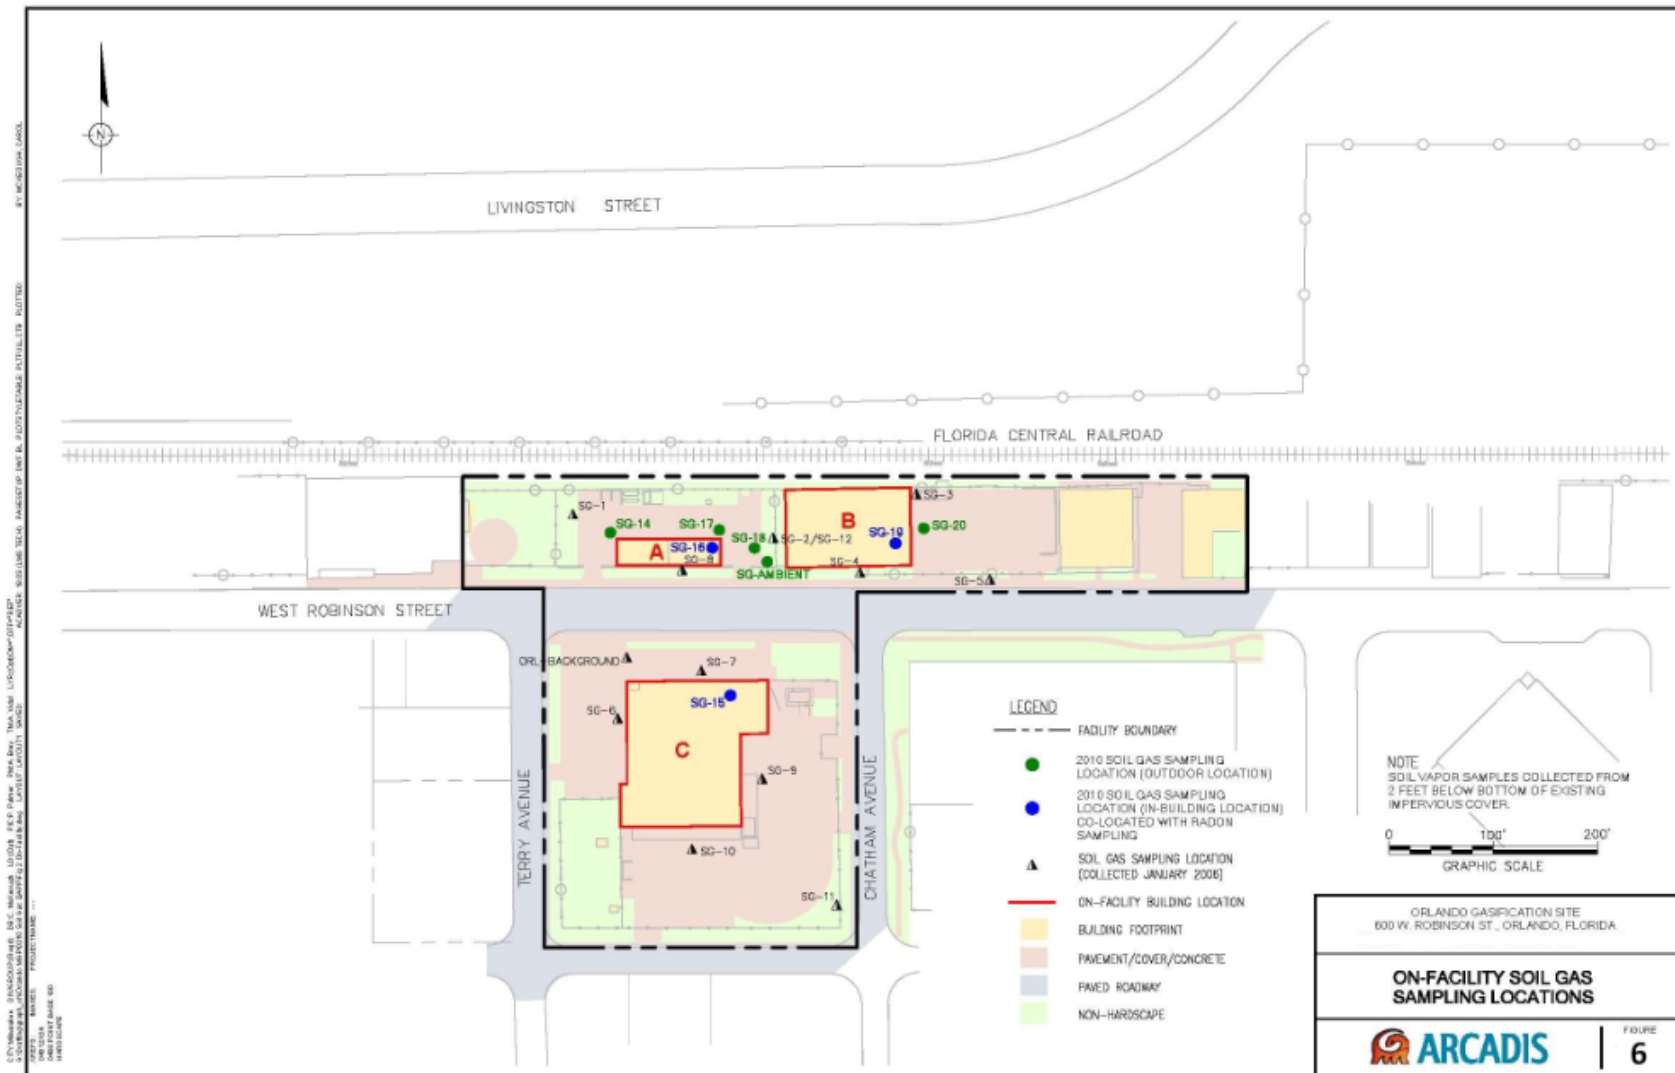 N
LIVINGSTON STREET
FLORIDA CENTRAL RAILROAD
SG-1
SG-3
SG-14
SG-17
B
SG-20
SG-19
A
SG-16
SG-18
SG-2/SG-12
SG-8
SG-AMBIENT
SG-4
SG-5
WEST ROBINSON STREET
ORL-BACKGROUND
SG-7
SG-15
SG-6
C
SG-9
SG-10
SG-11
TERRY AVENUE
CHATHAM AVENUE
LEGEND
FACILITY BOUNDARY
2010 SOIL GAS SAMPLING
LOCATION (OUTDOOR LOCATION)
2010 SOIL GAS SAMPLING
LOCATION (IN-BUILDING LOCATION)
CO-LOCATED WITH RADON
SAMPLING
SOIL GAS SAMPLING LOCATION
(COLLECTED JANUARY 2006)
ON-FACILITY BUILDING LOCATION
BUILDING FOOTPRINT
PAVEMENT/COVER/CONCRETE
PAVED ROADWAY
NON-HARDSCAPE
NOTE
SOIL VAPOR SAMPLES COLLECTED FROM
2 FEET BELOW BOTTOM OF EXISTING
IMPERVIOUS COVER.
0 100' 200'
GRAPHIC SCALE
ORLANDO GASIFICATION SITE
600 W. ROBINSON ST., ORLANDO, FLORIDA
ON-FACILITY SOIL GAS
SAMPLING LOCATIONS
ARCADIS
FIGURE
6